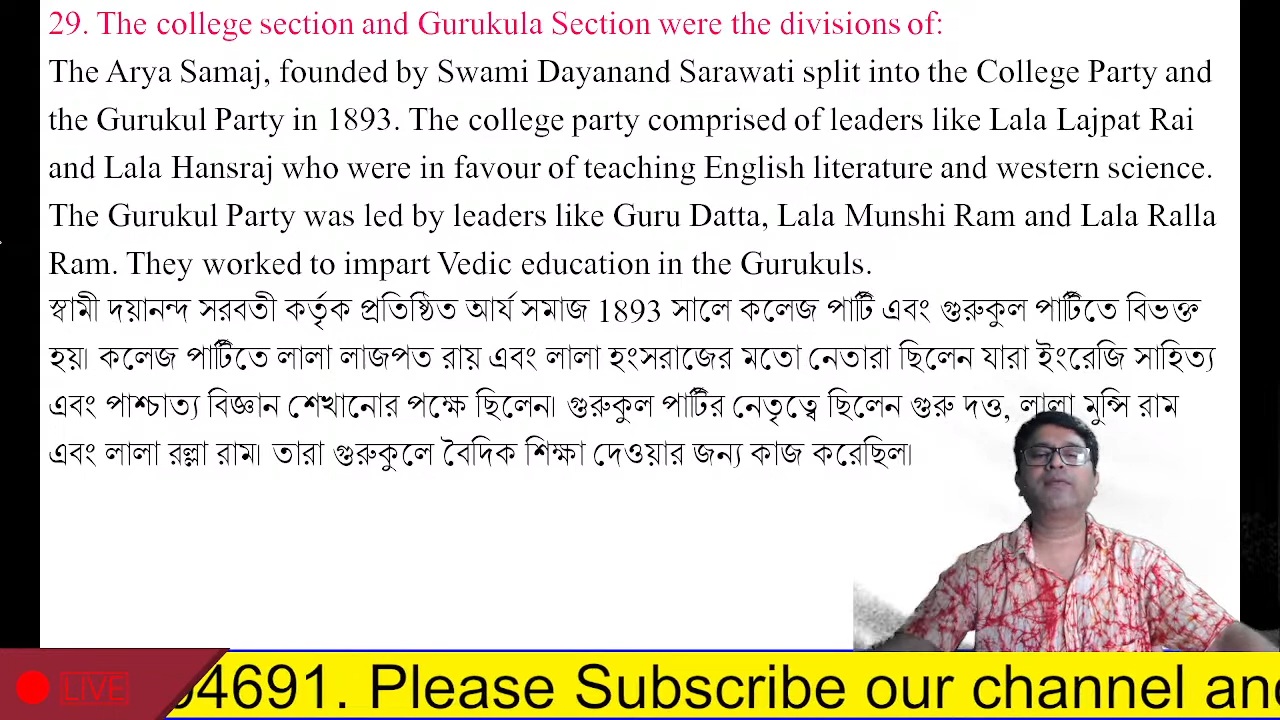 29. The college section and Gurukula Section were the divisions of:
The Arya Samaj, founded by Swami Dayanand Sarawati split into the College Party and
the Gurukul Party in 1893. The college party comprised of leaders like Lala Lajpat Rai
and Lala Hansraj who were in favour of teaching English literature and western science.
The Gurukul Party was led by leaders like Guru Datta, Lala Munshi Ram and Lala Ralla
Ram. They worked to impart Vedic education in the Gurukuls.
স্বামী দয়ানন্দ সরবতী কর্তৃক প্রতিষ্ঠিত আর্য সমাজ 1893 সালে কলেজ পার্টি এবং গুরুকুল পার্টিতে বিভক্ত
হয়। কলেজ পার্টিতে লালা লাজপত রায় এবং লালা হংসরাজের মতো নেতারা ছিলেন যারা ইংরেজি সাহিত্য
এবং পাশ্চাত্য বিজ্ঞান শেখানোর পক্ষে ছিলেন। গুরুকুল পার্টির নেতৃত্বে ছিলেন গুরু দত্ত, লালা মুন্সি রাম
এবং লালা রল্লা রাম। তারা গুরুকুলে বৈদিক শিক্ষা দেওয়ার জন্য কাজ করেছিল।
LIVE 04691. Please Subscribe our channel and